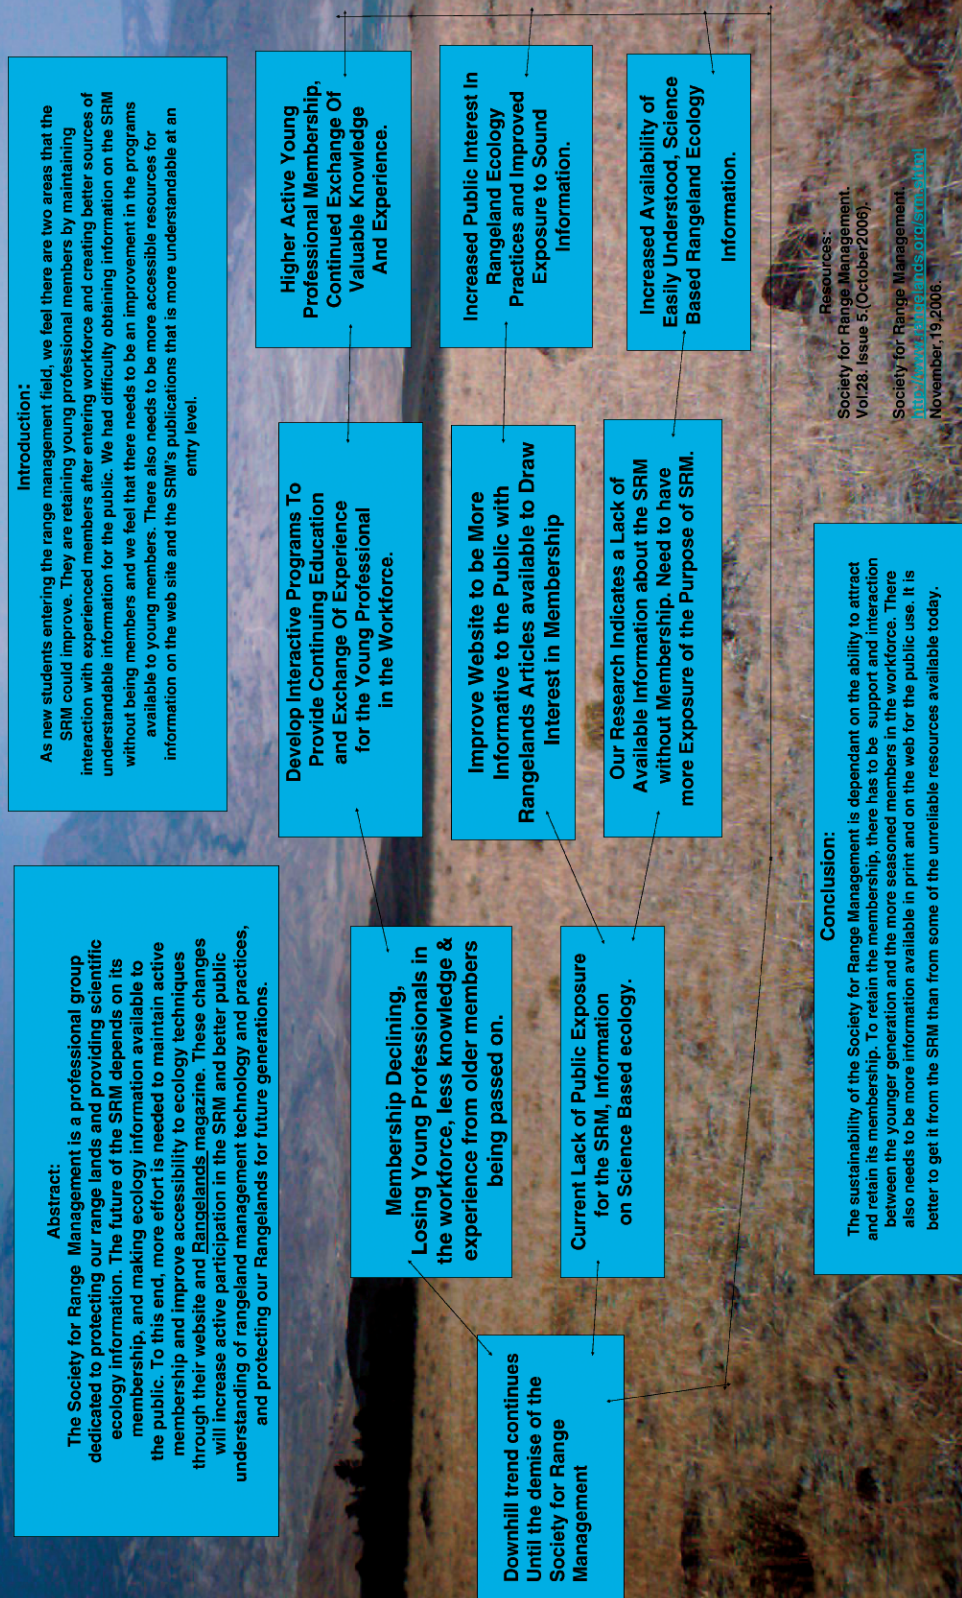 Abstract:
The Society for Range Management is a professional group
dedicated to protecting our range lands and providing scientific
ecology information. The future of the SRM depends on its
membership, and making ecology information available to
the public. To this end, more effort is needed to maintain active
membership and improve accessibility to ecology techniques
through their website and Rangelands magazine. These changes
will increase active participation in the SRM and better public
understanding of rangeland management technology and practices,
and protecting our Rangelands for future generations.
Introduction:
As new students entering the range management field, we feel there are two areas that the
SRM could improve. They are retaining young professional members by maintaining
interaction with experienced members after entering workforce and creating better sources of
understandable information for the public. We had difficulty obtaining information on the SRM
without being members and we feel that there needs to be an improvement in the programs
available to young members. There also needs to be more accessible resources for
information on the web site and the SRM's publications that is more understandable at an
entry level.
Downhill trend continues
Until the demise of the
Society for Range
Management
Membership Declining,
Losing Young Professionals in
the workforce, less knowledge &
experience from older members
being passed on.
Current Lack of Public Exposure
for the SRM, Information
on Science Based ecology.
Develop Interactive Programs To
Provide Continuing Education
and Exchange Of Experience
for the Young Professional
in the Workforce.
Improve Website to be More
Informative to the Public with
Rangelands Articles available to Draw
Interest in Membership
Our Research Indicates a Lack of
Available Information about the SRM
without Membership. Need to have
more Exposure of the Purpose of SRM.
Higher Active Young
Professional Membership,
Continued Exchange Of
Valuable Knowledge
And Experience.
Increased Public Interest In
Rangeland Ecology
Practices and Improved
Exposure to Sound
Information.
Increased Availability of
Easily Understood, Science
Based Rangeland Ecology
Information.
Conclusion:
The sustainability of the Society for Range Management is dependant on the ability to attract
and retain its membership. To retain the membership, there has to be support and interaction
between the younger generation and the more seasoned members in the workforce. There
also needs to be more information available in print and on the web for the public use. It is
better to get it from the SRM than from some of the unreliable resources available today.
Resources:
Society for Range Management.
Vol.28. Issue 5,(October2006).
Society for Range Management.
November,19,2006.